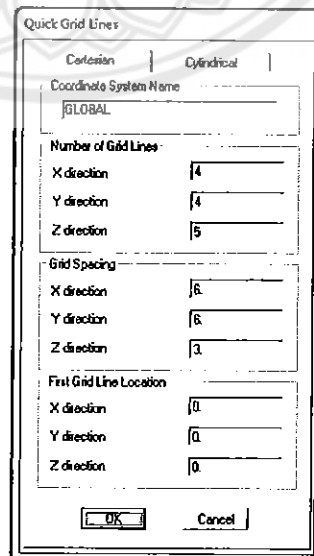 Quick Grid Lines
Cartesian Cylindrical
Coordinate System Name
GLOBAL
Number of Grid Lines
X direction 4
Y direction 4
Z direction 5
Grid Spacing
X direction 6.
Y direction 6.
Z direction 3.
First Grid Line Location
X direction 0.
Y direction 0.
Z direction 0.
OK Cancel